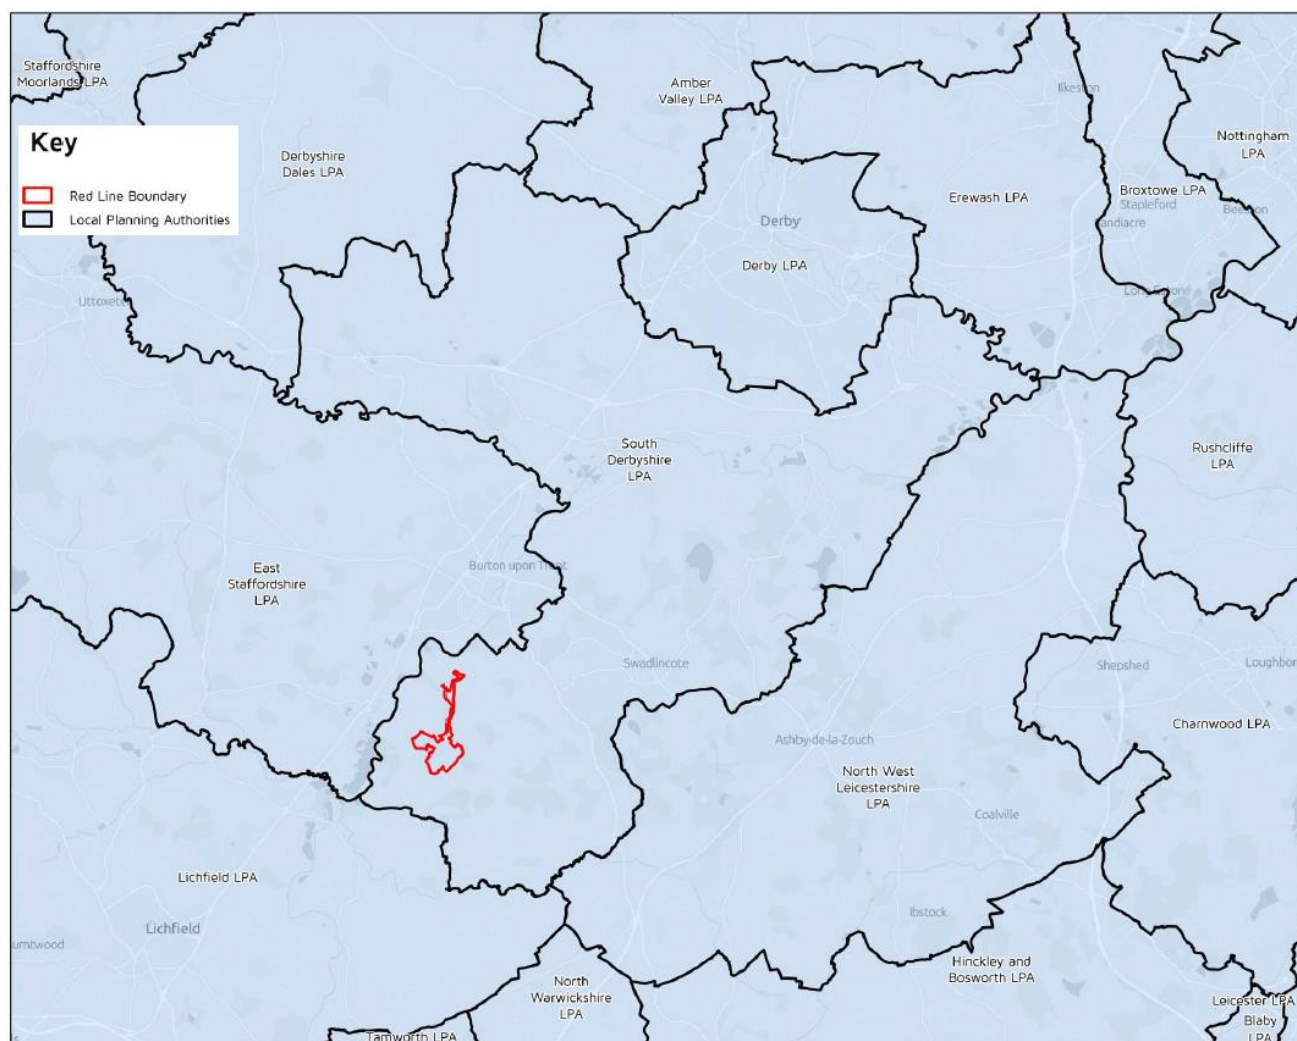 Staffordshire
Moorlands LPA
Amber
Valley LPA
Ilkeston
Key
Nottingham
LPA
Derbyshire
Dales LPA
Red Line Boundary
Local Planning Authorities
Erewash LPA
Broxtowe LPA
Stapleford
Beeston
Derby
Derby LPA
Uttoxeter
Long Eaton
South
Derbyshire
LPA
Rushcliffe
LPA
East
Staffordshire
LPA
Burton upon Trent
Swadlincote
Shepshed
Charnwood LPA
Ashby-de-la-Zouch
North West
Leicestershire
LPA
Coalville
Lichfield LPA
Lichfield
Ibstock
Hinckley and
Bosworth LPA
North
Warwickshire
LPA
Leicester LPA
Blaby
LPA
Tamworth LPA